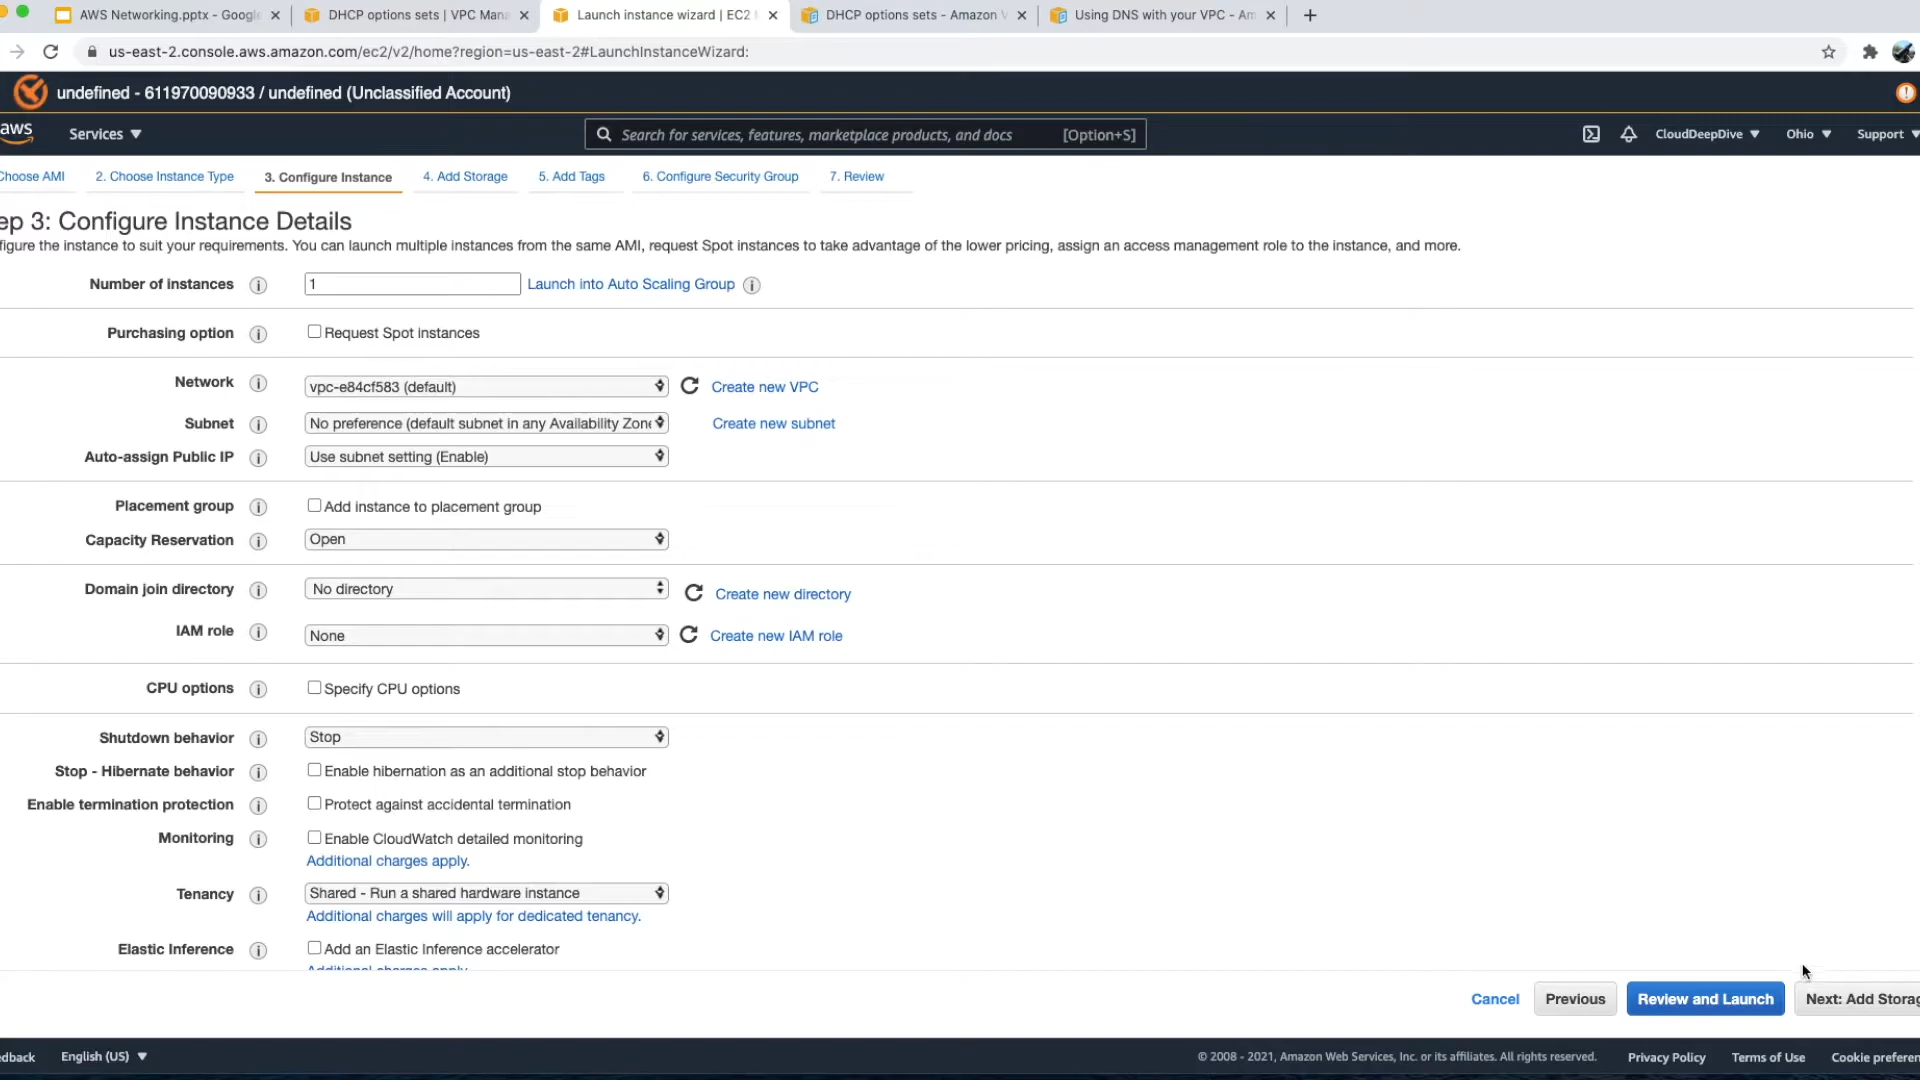 AWS Networking.pptx - Google
DHCP options sets | VPC Mana
Launch instance wizard | EC2
DHCP options sets - Amazon V
Using DNS with your VPC - Am
us-east-2.console.aws.amazon.com/ec2/v2/home?region=us-east-2#LaunchInstanceWizard:
undefined - 611970090933 / undefined (Unclassified Account)
aws Services Search for services, features, marketplace products, and docs [Option+S] CloudDeepDive Ohio Support
Choose AMI 2. Choose Instance Type 3. Configure Instance 4. Add Storage 5. Add Tags 6. Configure Security Group 7. Review
ep 3: Configure Instance Details
figure the instance to suit your requirements. You can launch multiple instances from the same AMI, request Spot instances to take advantage of the lower pricing, assign an access management role to the instance, and more.
Number of instances 1 Launch into Auto Scaling Group
Purchasing option Request Spot instances
Network vpc-e84cf583 (default) Create new VPC
Subnet No preference (default subnet in any Availability Zone Create new subnet
Auto-assign Public IP Use subnet setting (Enable)
Placement group Add instance to placement group
Capacity Reservation Open
Domain join directory No directory Create new directory
IAM role None Create new IAM role
CPU options Specify CPU options
Shutdown behavior Stop
Stop - Hibernate behavior Enable hibernation as an additional stop behavior
Enable termination protection Protect against accidental termination
Monitoring Enable CloudWatch detailed monitoring
Additional charges apply.
Tenancy Shared - Run a shared hardware instance
Additional charges will apply for dedicated tenancy.
Elastic Inference Add an Elastic Inference accelerator
Additional charges apply.
Cancel Previous Review and Launch Next: Add Storag
edback English (US) © 2008 - 2021, Amazon Web Services, Inc. or its affiliates. All rights reserved. Privacy Policy Terms of Use Cookie preferen